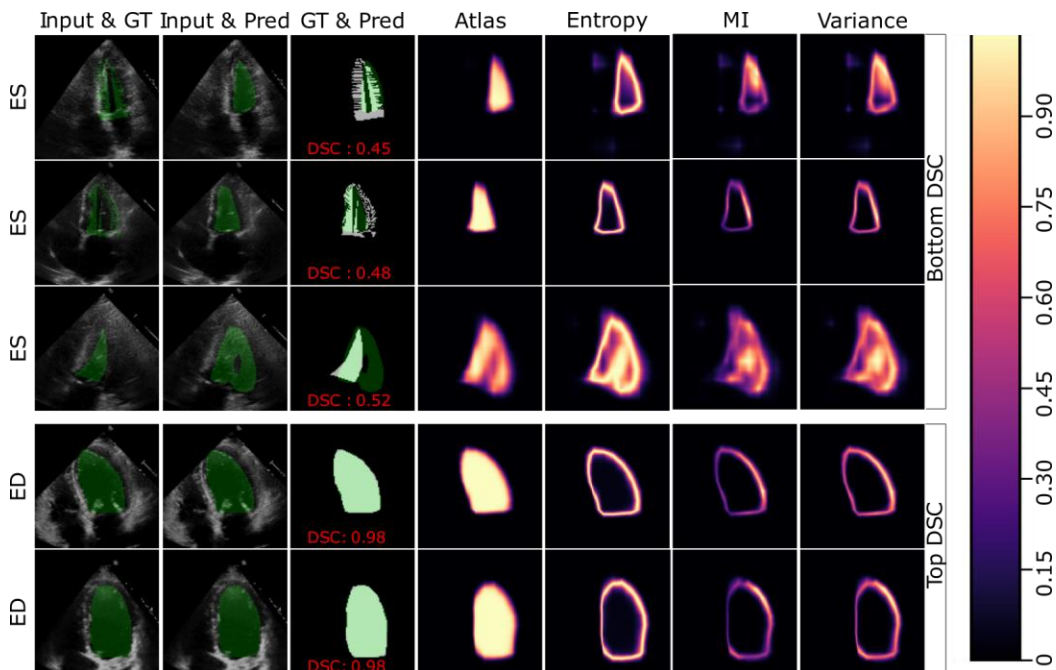 Input & GT Input & Pred GT & Pred Atlas Entropy MI Variance
ES
DSC : 0.45
ES
DSC : 0.48
ES
DSC : 0.52
Bottom DSC
ED
DSC: 0.98
ED
DSC: 0.98
Top DSC
0.90
0.75
0.60
0.45
0.30
0.15
0